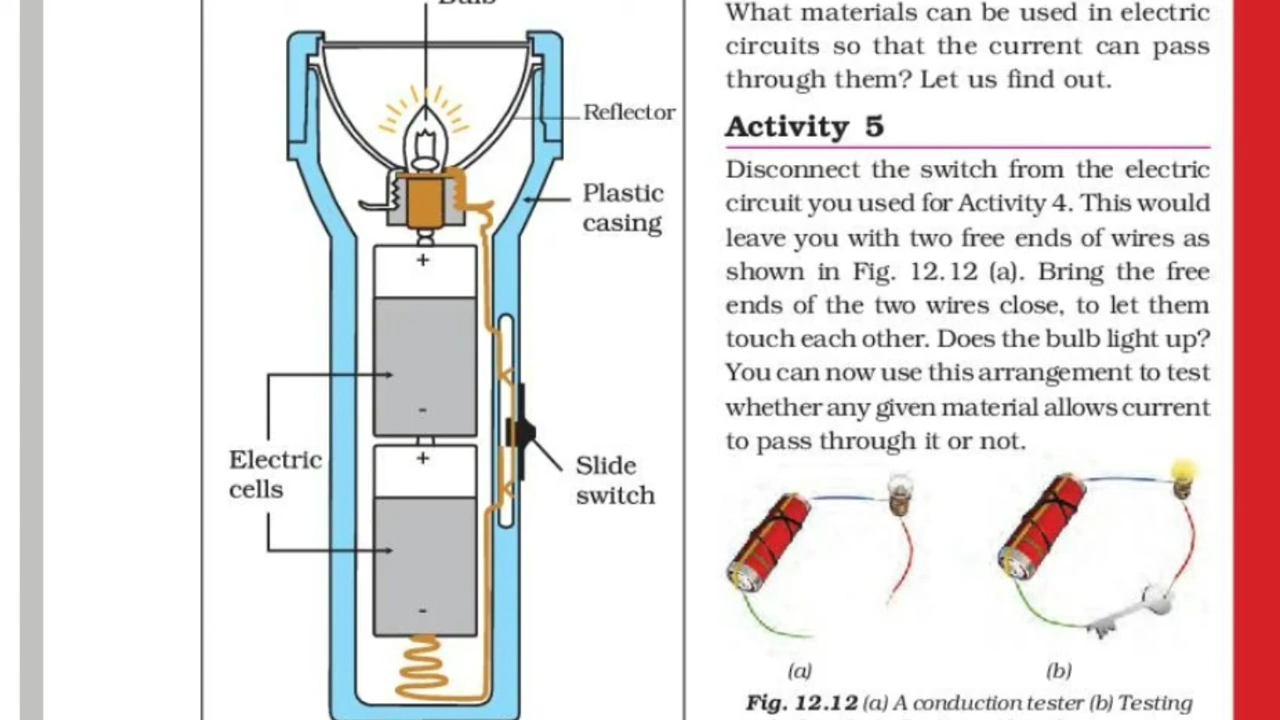 Bulb
Reflector
Plastic
casing
+
-
+
Electric
cells
Slide
switch
-
What materials can be used in electric
circuits so that the current can pass
through them? Let us find out.
Activity 5
Disconnect the switch from the electric
circuit you used for Activity 4. This would
leave you with two free ends of wires as
shown in Fig. 12.12 (a). Bring the free
ends of the two wires close, to let them
touch each other. Does the bulb light up?
You can now use this arrangement to test
whether any given material allows current
to pass through it or not.
(a)
(b)
Fig. 12.12 (a) A conduction tester (b) Testing